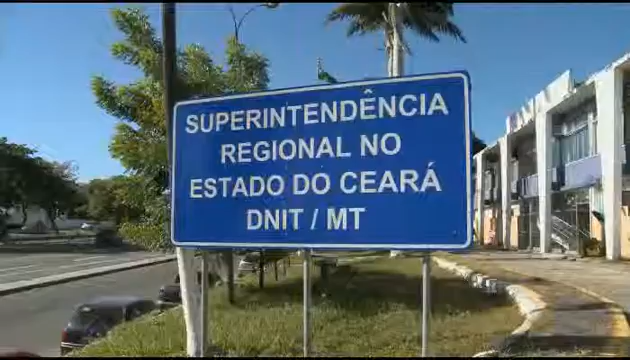 SUPERINTENDÊNCIA
REGIONAL NO
ESTADO DO CEARÁ
DNIT / MT